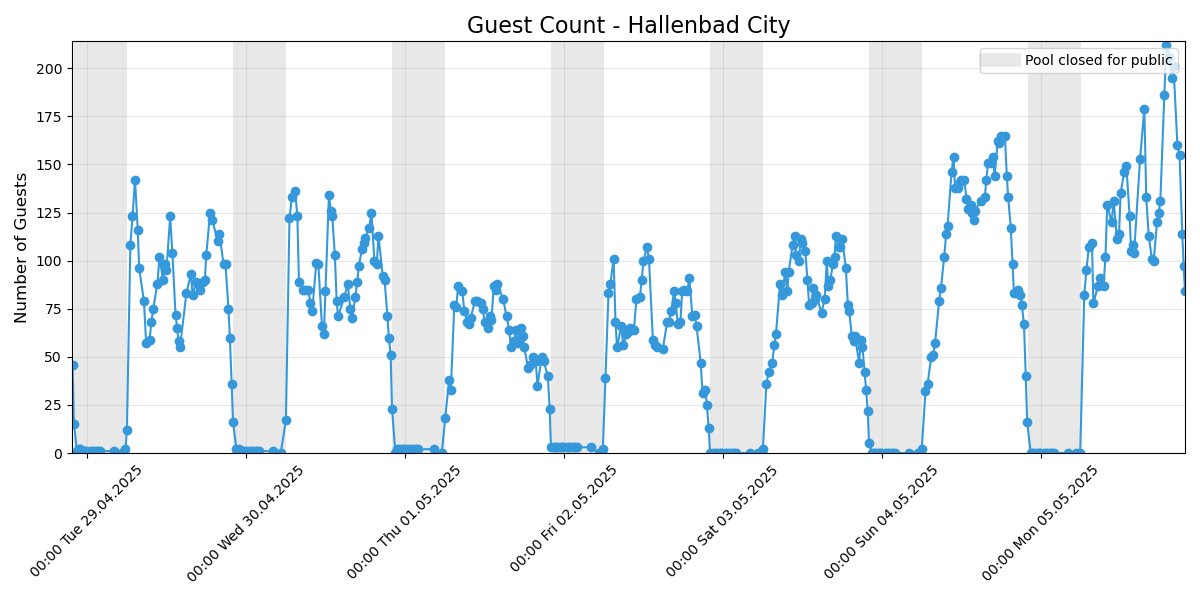 Guest Count - Hallenbad City
Pool closed for public
Number of Guests
200
175
150
125
100
75
50
25
0
00:00 Tue 29.04.2025
00:00 Wed 30.04.2025
00:00 Thu 01.05.2025
00:00 Fri 02.05.2025
00:00 Sat 03.05.2025
00:00 Sun 04.05.2025
00:00 Mon 05.05.2025